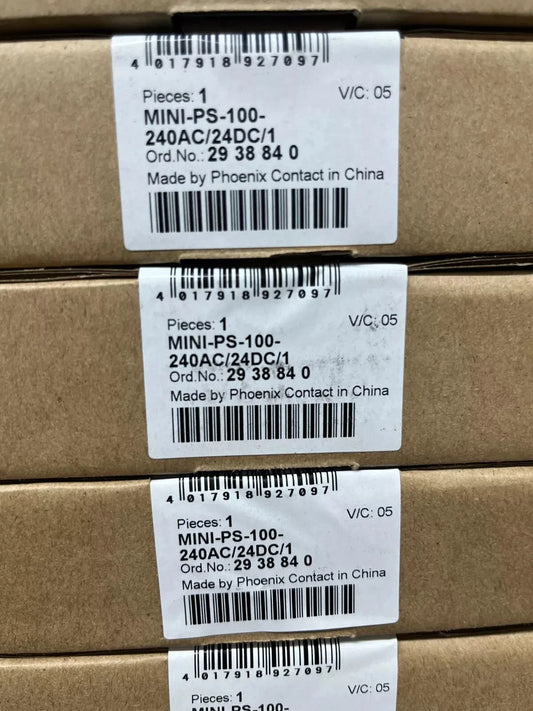 4 017918 927097
Pieces: 1 V/C: 05
MINI-PS-100-
240AC/24DC/1
Ord.No.: 29 38 84 0
Made by Phoenix Contact in China
4 017918 927097
Pieces: 1 V/C: 05
MINI-PS-100-
240AC/24DC/1
Ord.No.: 29 38 84 0
Made by Phoenix Contact in China
4 017918 927097
Pieces: 1 V/C: 05
MINI-PS-100-
240AC/24DC/1
Ord.No.: 29 38 84 0
Made by Phoenix Contact in China
4 017918 927097
Pieces: 1 V/C: 05
MINI-PS-100-